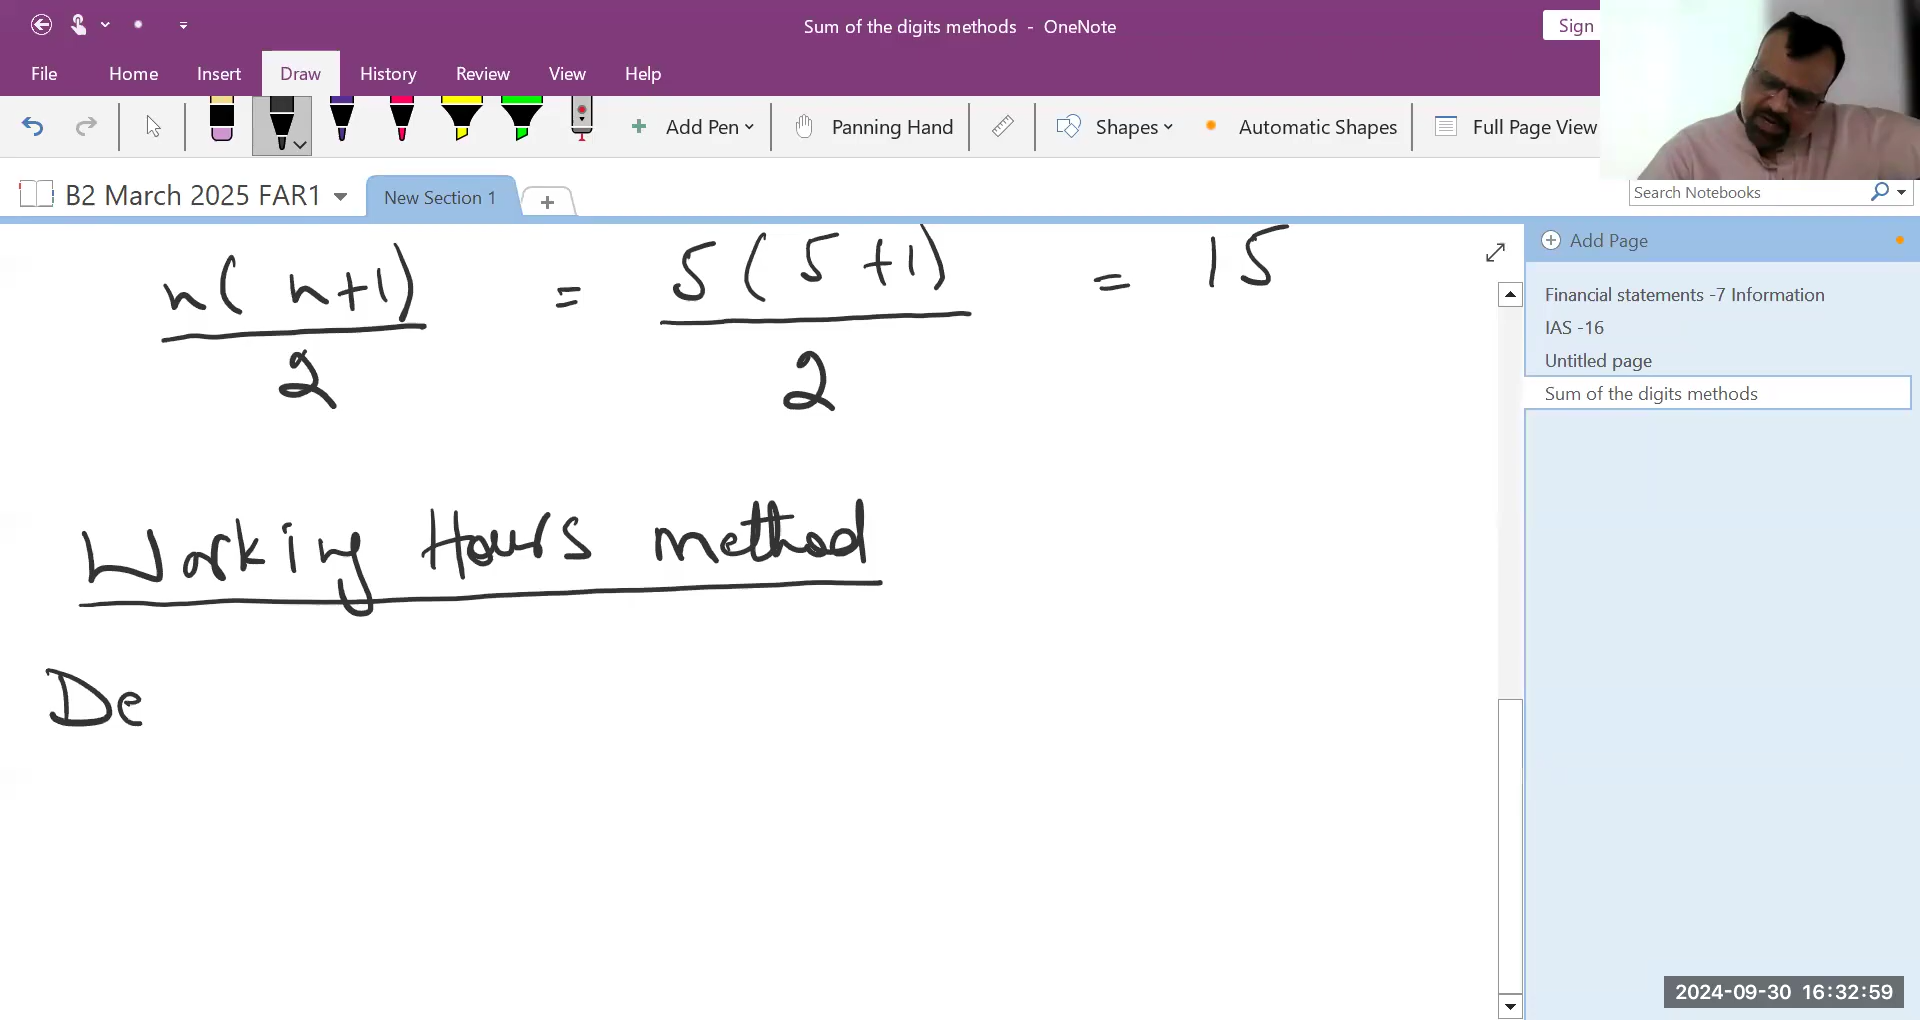 Sum of the digits methods - OneNote
Sign
File Home Insert Draw History Review View Help
Add Pen Panning Hand Shapes Automatic Shapes Full Page View
B2 March 2025 FAR1
New Section 1
Search Notebooks
n(n+1) = 5(5+1) = 15
2 2
Working Hours method
De
Add Page
Financial statements -7 Information
IAS -16
Untitled page
Sum of the digits methods
2024-09-30 16:32:59